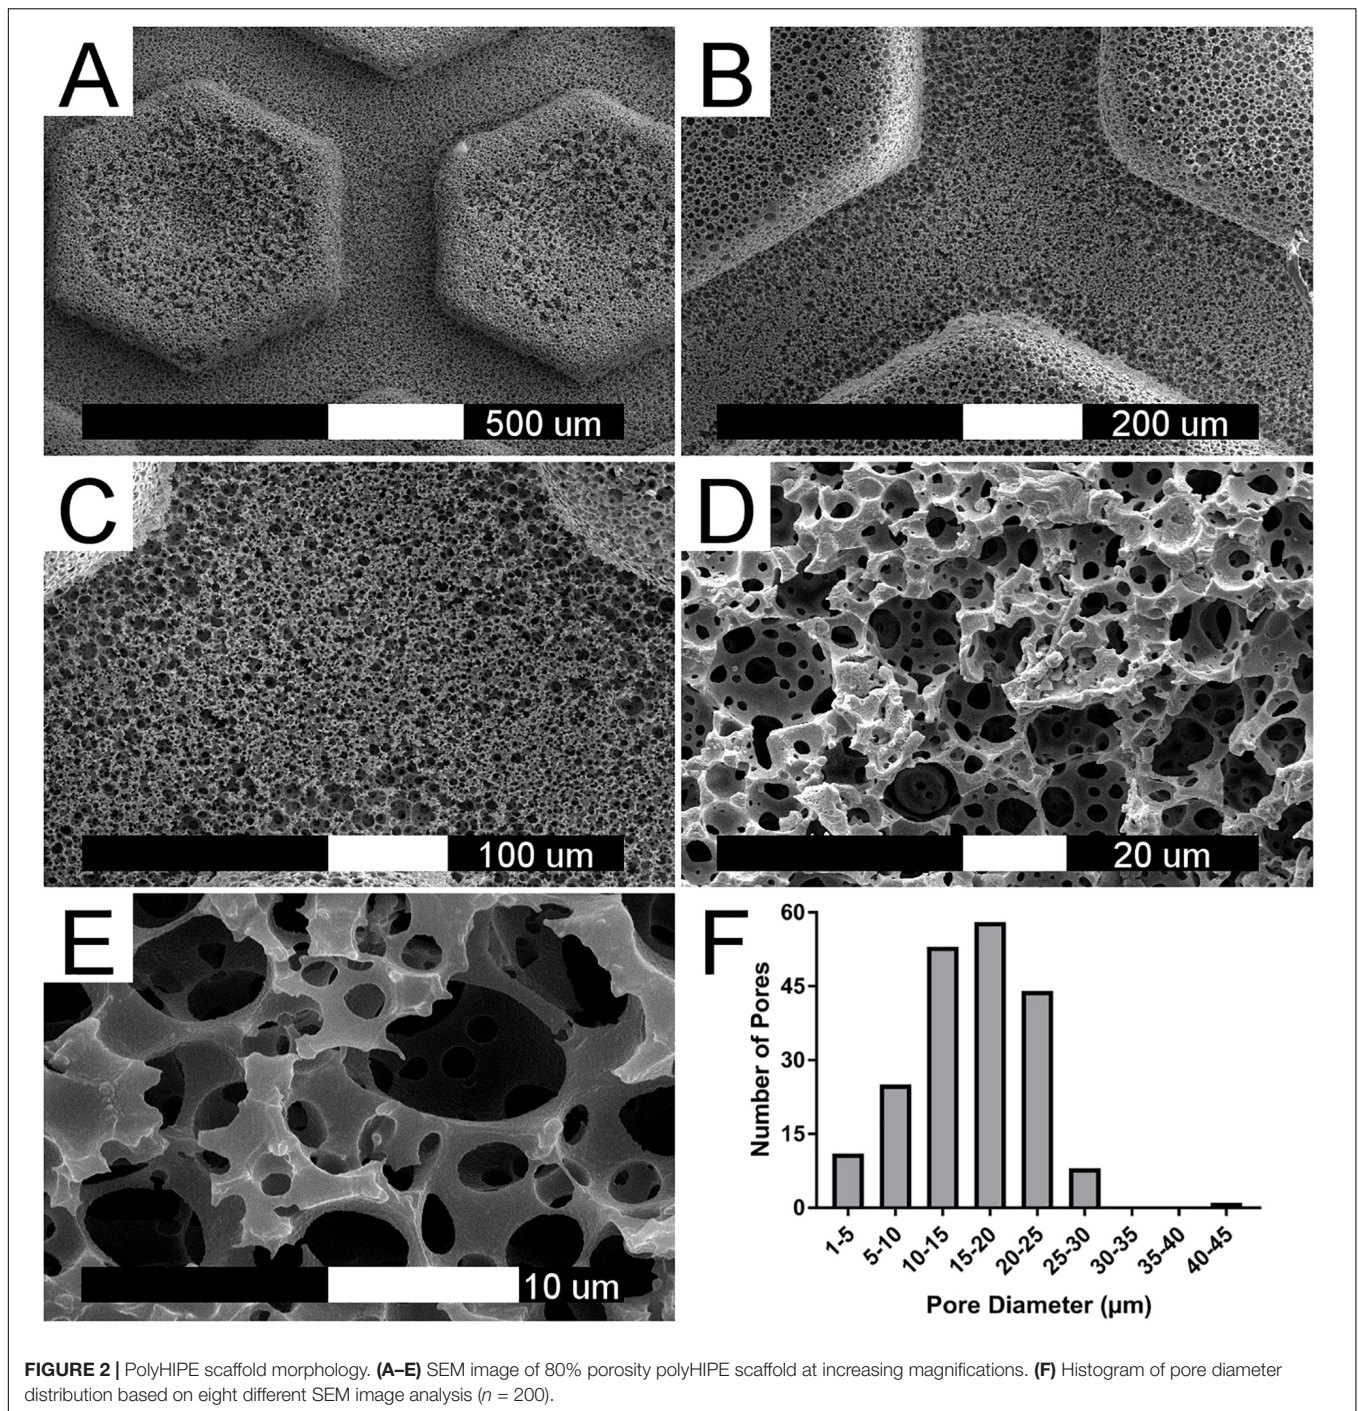 A
500 um
B
200 um
C
100 um
D
20 um
E
10 um
F
60
45
30
15
0
Number of Pores
1-5
5-10
10-15
15-20
20-25
25-30
30-35
35-40
40-45
Pore Diameter (µm)
FIGURE 2 | PolyHIPE scaffold morphology. (A–E) SEM image of 80% porosity polyHIPE scaffold at increasing magnifications. (F) Histogram of pore diameter
distribution based on eight different SEM image analysis (n = 200).